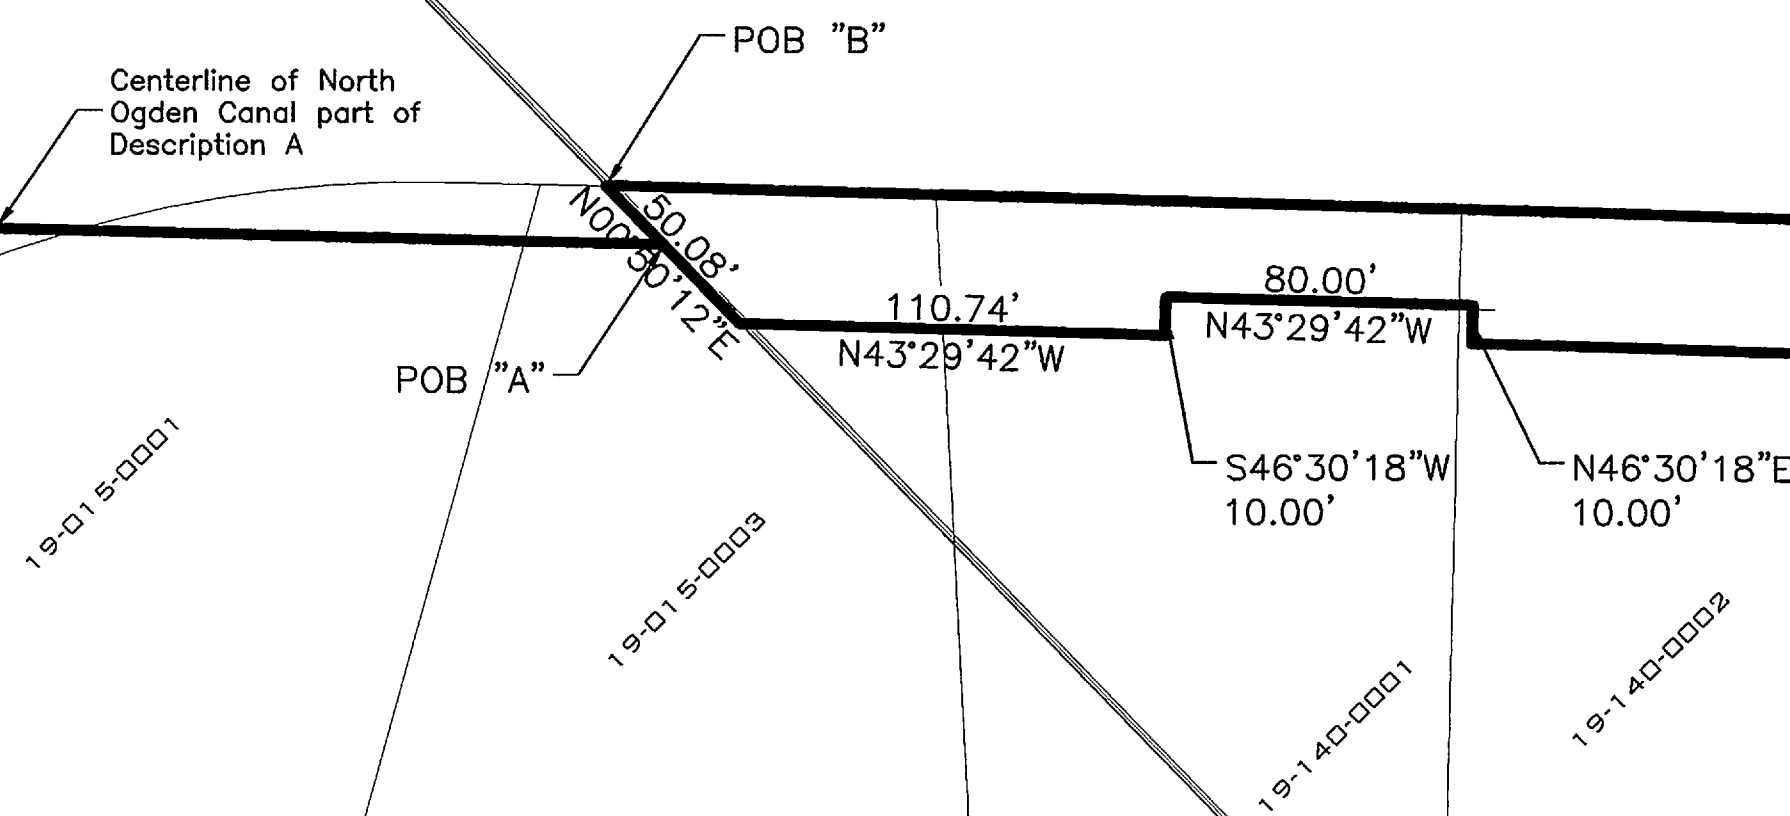 POB "B"
Centerline of North
Ogden Canal part of
Description A
50.08'
N00°50'12"E
80.00'
110.74'
N43°29'42"W
N43°29'42"W
POB "A"
S46°30'18"W
10.00'
N46°30'18"E
10.00'
19-015-0001
19-015-0003
19-140-0001
19-140-0002